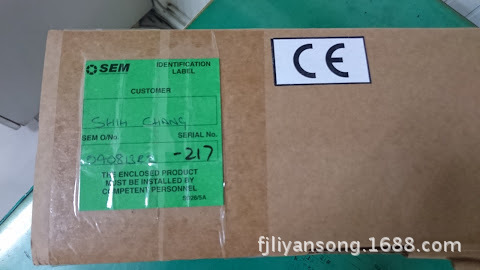 SEM
IDENTIFICATION
LABEL
CUSTOMER
SHIH CHANG
SEM O/No.
SERIAL No.
-217
THE ENCLOSED PRODUCT
MUST BE INSTALLED BY
COMPETENT PERSONNEL
CE
fjliyansong.1688.com